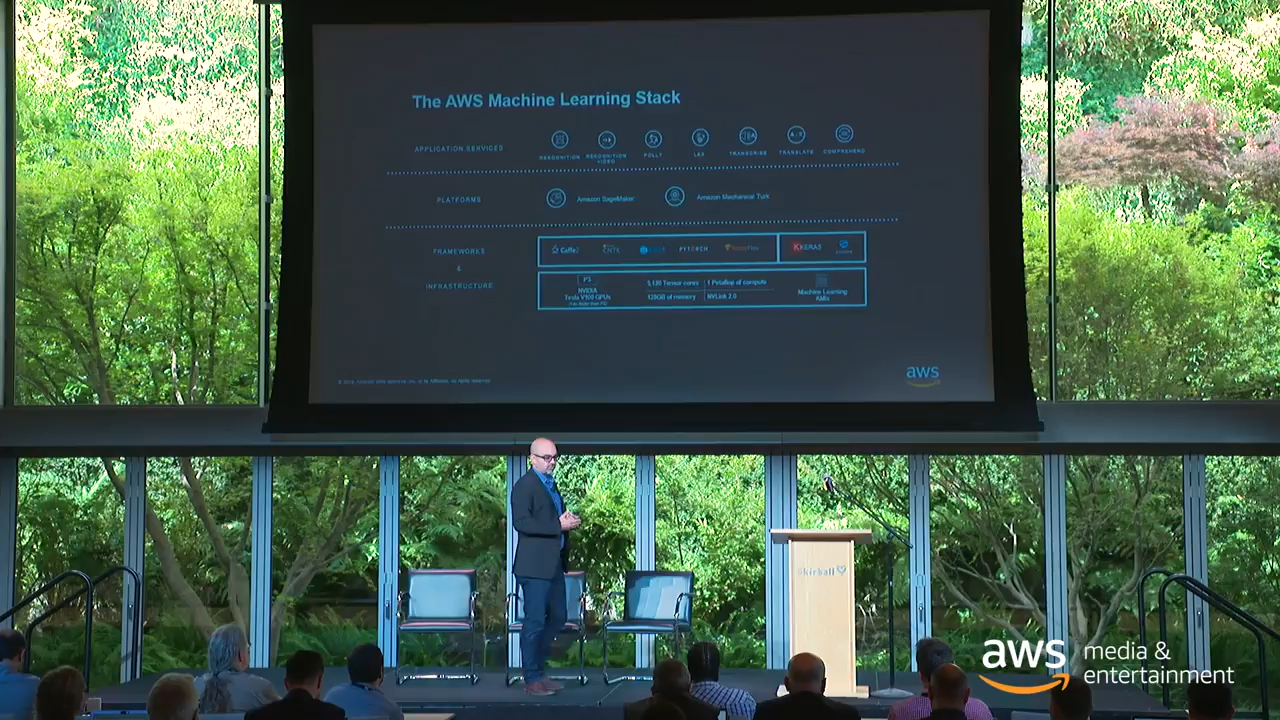 The AWS Machine Learning Stack
APPLICATION SERVICES
REKOGNITION
REKOGNITION VIDEO
POLLY
LEX
TRANSCRIBE
TRANSLATE
COMPREHEND
PLATFORMS
Amazon SageMaker
Amazon Mechanical Turk
FRAMEWORKS
&
INFRASTRUCTURE
Caffe2
CNTK
PYTORCH
TensorFlow
KERAS
P3
NVIDIA
Tesla V100 GPUs
5,120 Tensor cores
128GB of memory
1 Petaflop of compute
NVLink 2.0
Machine Learning
AMIs
aws
Skirball
aws media &
entertainment